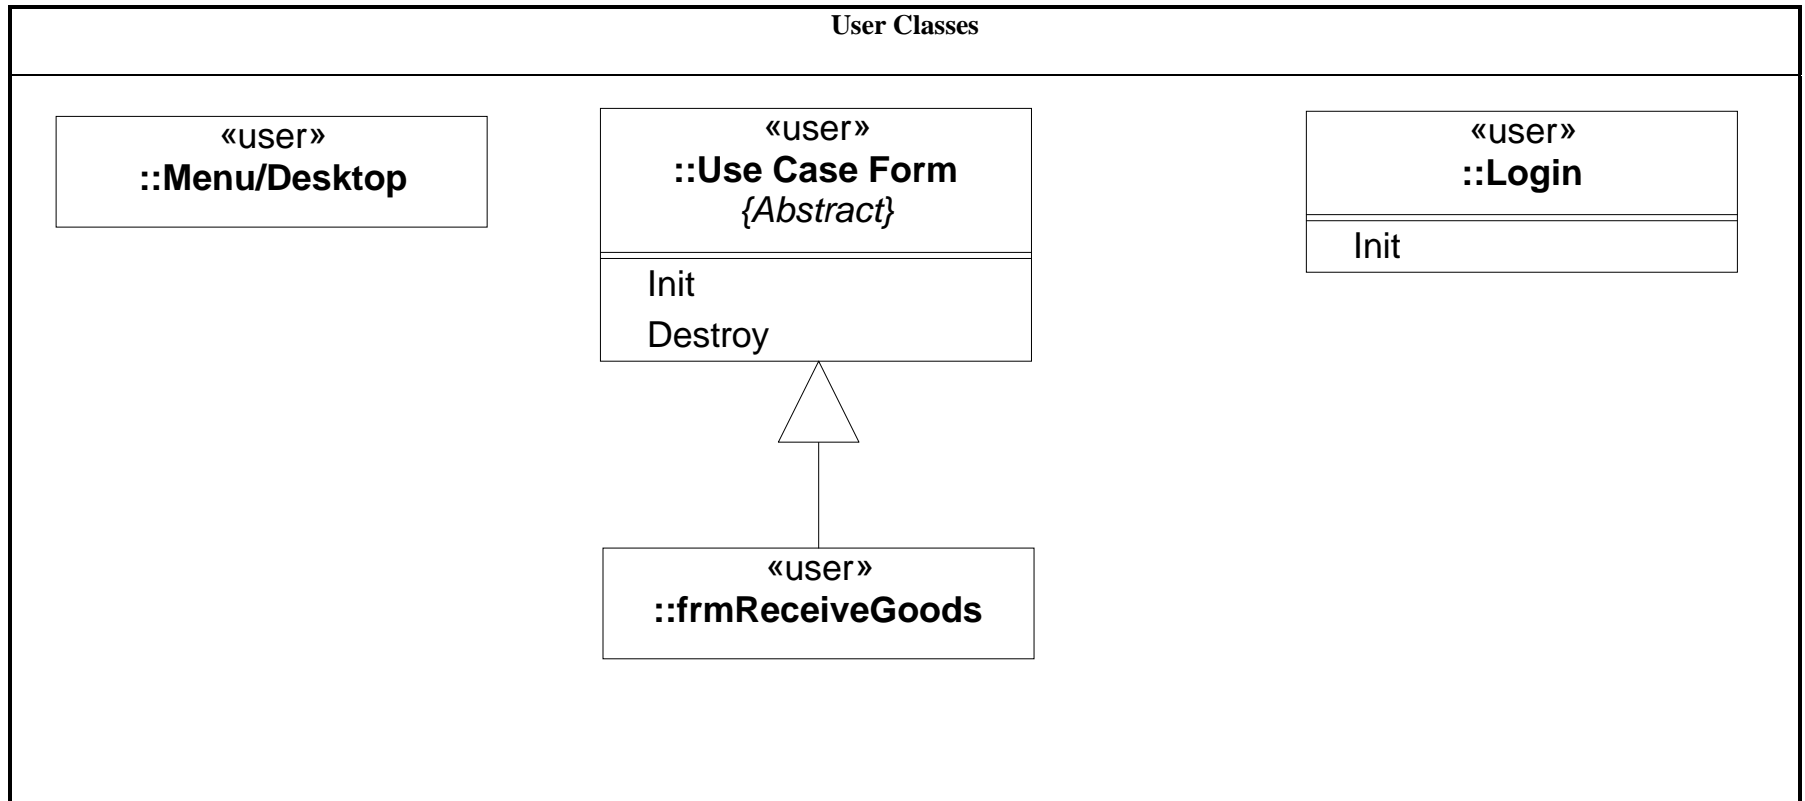 User Classes
«user»
::Menu/Desktop
«user»
::Use Case Form
{Abstract}
Init
Destroy
«user»
::Login
Init
«user»
::frmReceiveGoods